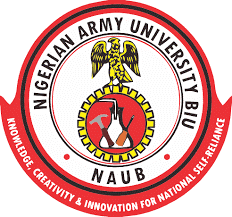 NIGERIAN ARMY UNIVERSITY BIU
NAUB
KNOWLEDGE, CREATIVITY & INNOVATION FOR NATIONAL SELF-RELIANCE